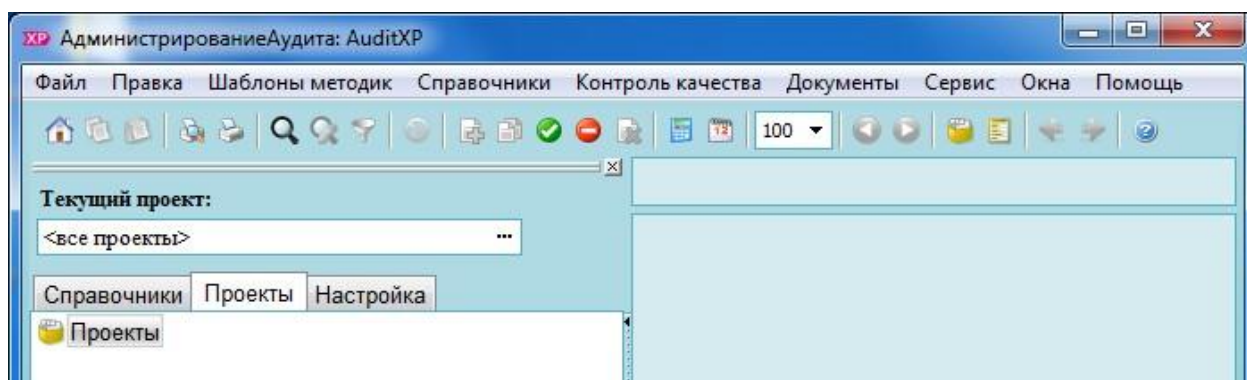 XP АдминистрированиеАудита: AuditXP
Файл Правка Шаблоны методик Справочники Контроль качества Документы Сервис Окна Помощь
12 100 ?
Текущий проект:
<все проекты> ...
Справочники Проекты Настройка
Проекты